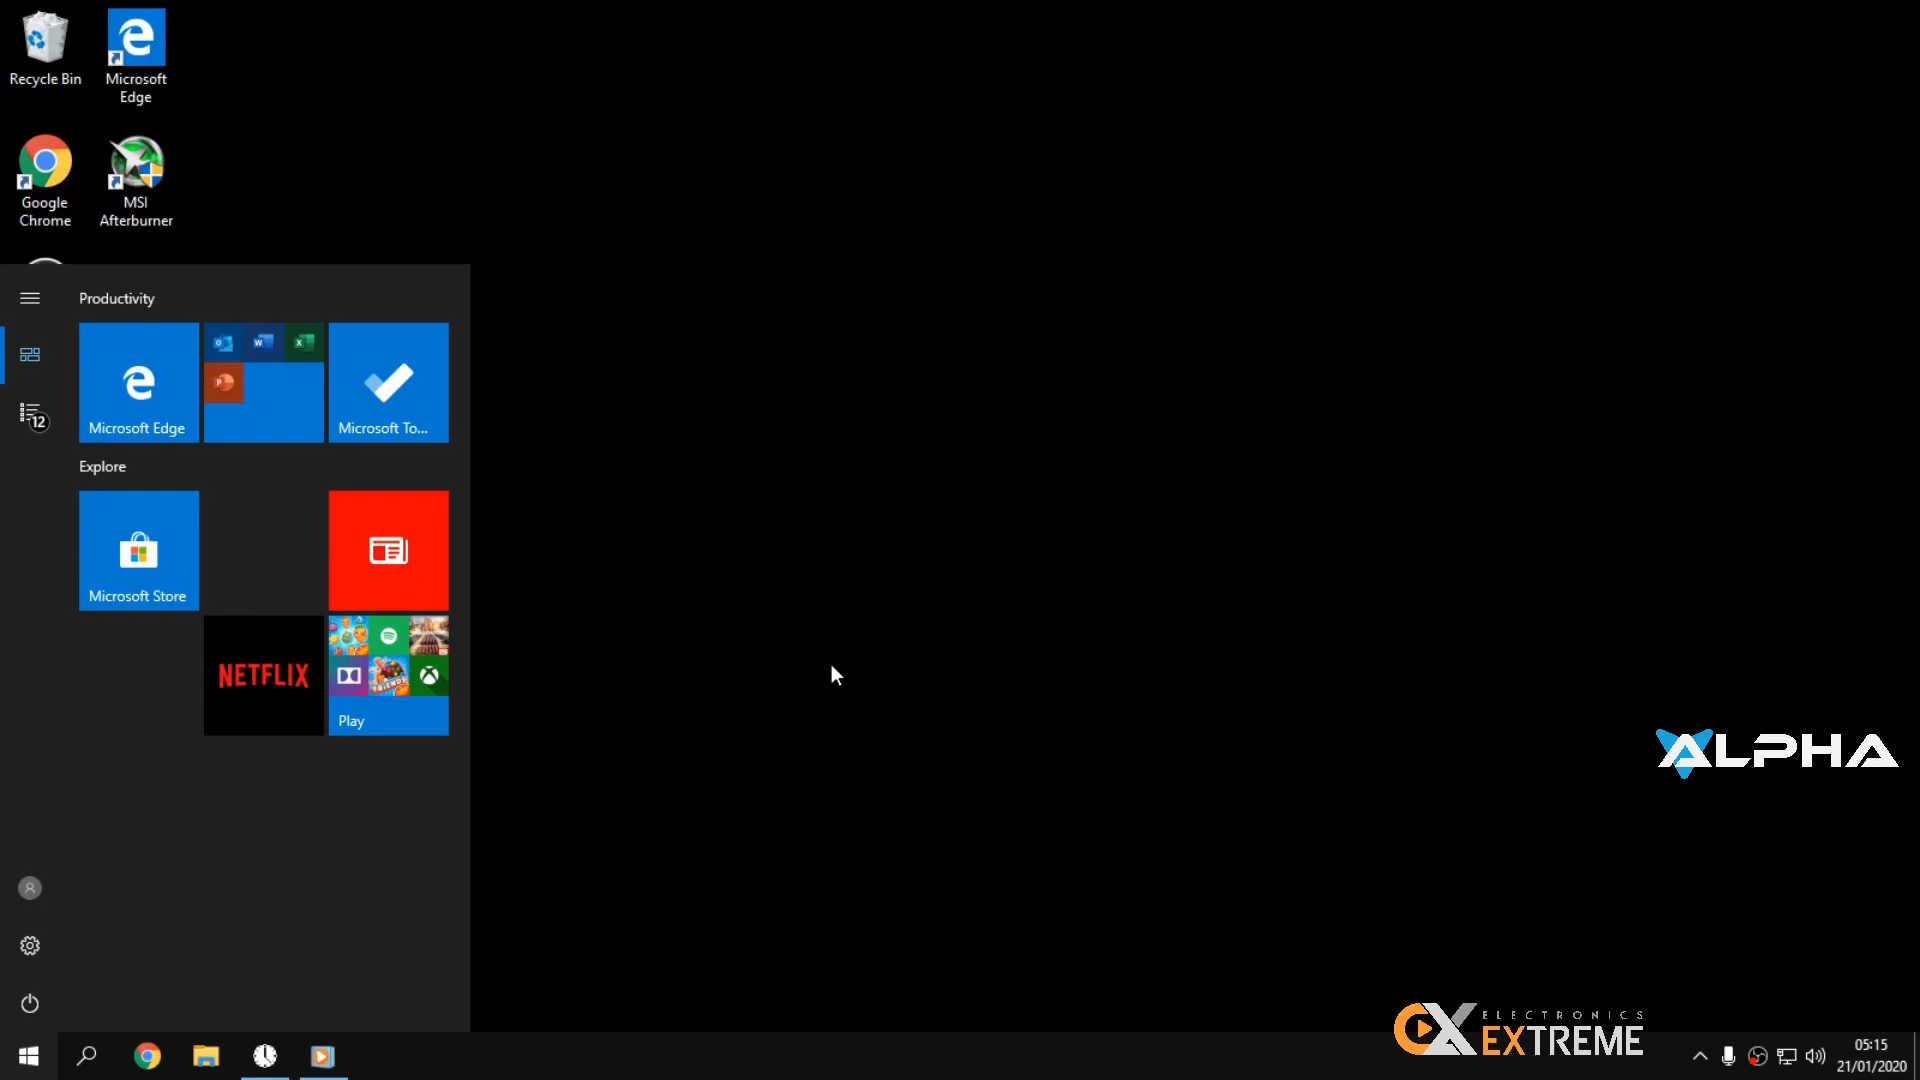 Recycle Bin
Microsoft
Edge
Google
Chrome
MSI
Afterburner
Productivity
Microsoft Edge
Microsoft To...
12
Explore
Microsoft Store
NETFLIX
Play
ALPHA
ELECTRONICS
EXTREME
05:15
21/01/2020